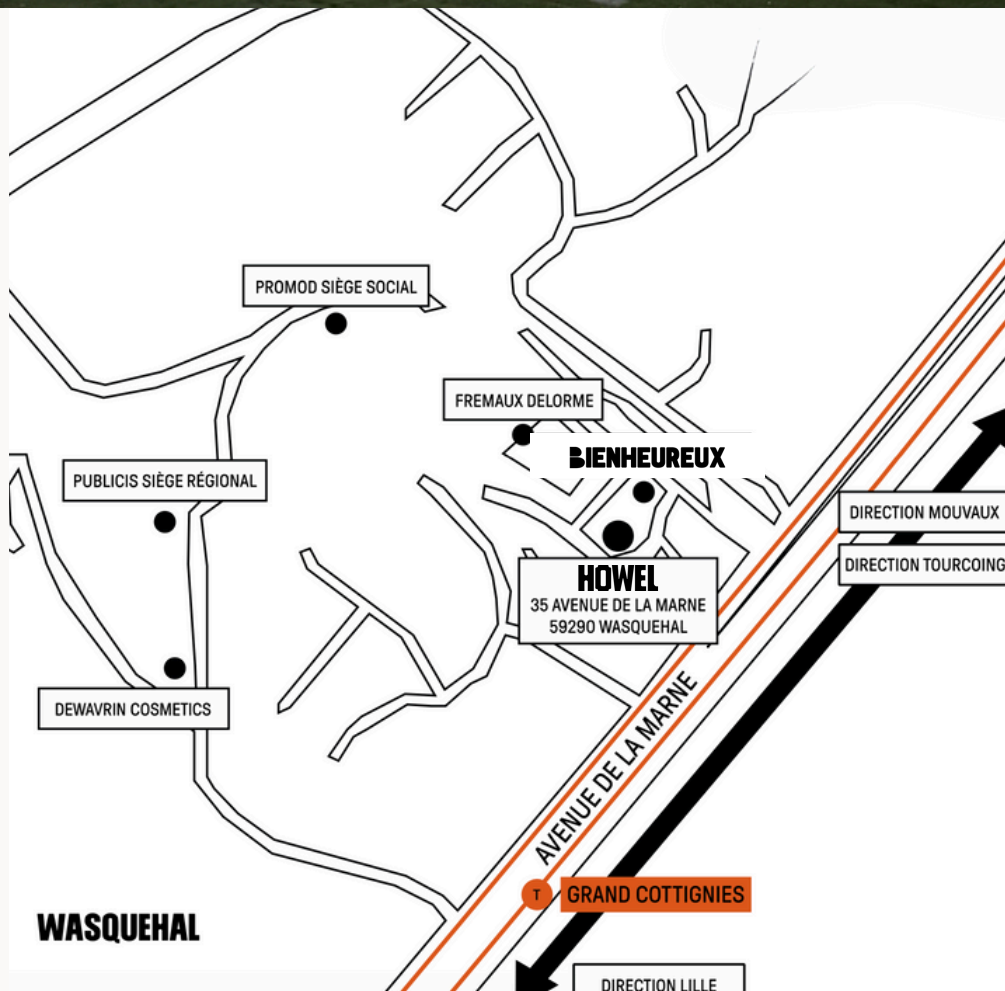 PROMOD SIÈGE SOCIAL
FREMAUX DELORME
BIENHEUREUX
PUBLICIS SIÈGE RÉGIONAL
DIRECTION MOUVAUX
DIRECTION TOURCOING
HOWEL
35 AVENUE DE LA MARNE
59290 WASQUEHAL
DEWAVRIN COSMETICS
AVENUE DE LA MARNE
T
GRAND COTTIGNIES
WASQUEHAL
DIRECTION LILLE